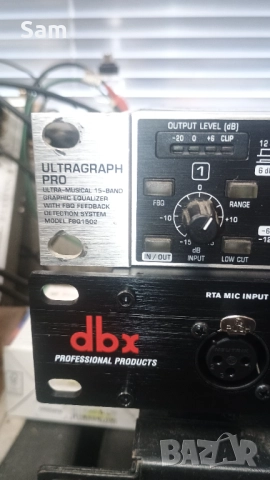 Sam
OUTPUT LEVEL [dB]
-20 0 +6 CLIP
12
1
ULTRAGRAPH
PRO
ULTRA-MUSICAL 15-BAND
GRAPHIC EQUALIZER
WITH FBQ FEEDBACK
DETECTION SYSTEM
MODEL FBQ1502
FBQ
RANGE
0
-10 +10
-15 +15
dB
IN/OUT
INPUT
LOW CUT
RTA MIC INPUT
dbx
PROFESSIONAL PRODUCTS
BAZAR